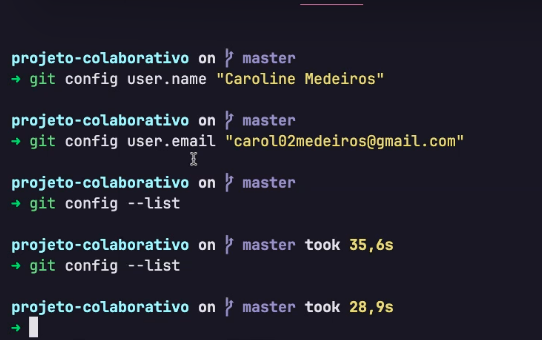 projeto-colaborativo on master
➜ git config user.name "Caroline Medeiros"
projeto-colaborativo on master
➜ git config user.email "carol02medeiros@gmail.com"
projeto-colaborativo on master
➜ git config --list
projeto-colaborativo on master took 35,6s
➜ git config --list
projeto-colaborativo on master took 28,9s
➜